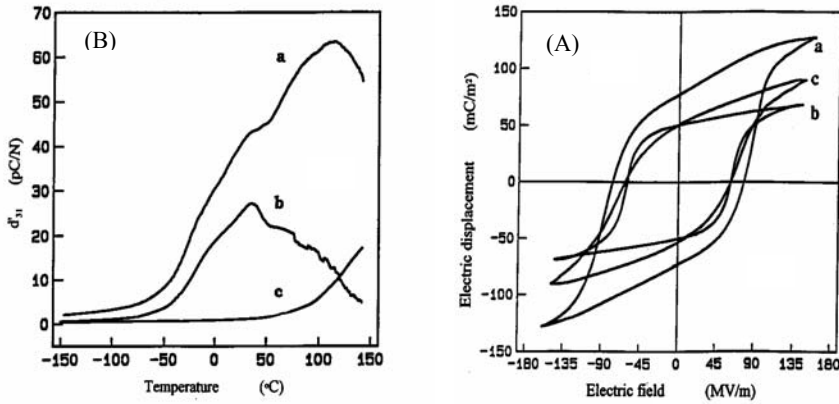 (B)
a
b
c
d'₃₁ (pC/N)
70
60
50
40
30
20
10
0
-150 -100 -50 0 50 100 150
Temperature (°C)
(A)
a
c
b
Electric displacement (mC/m²)
150
100
50
0
-50
-100
-150
-180 -135 -90 -45 0 45 90 135 180
Electric field (MV/m)